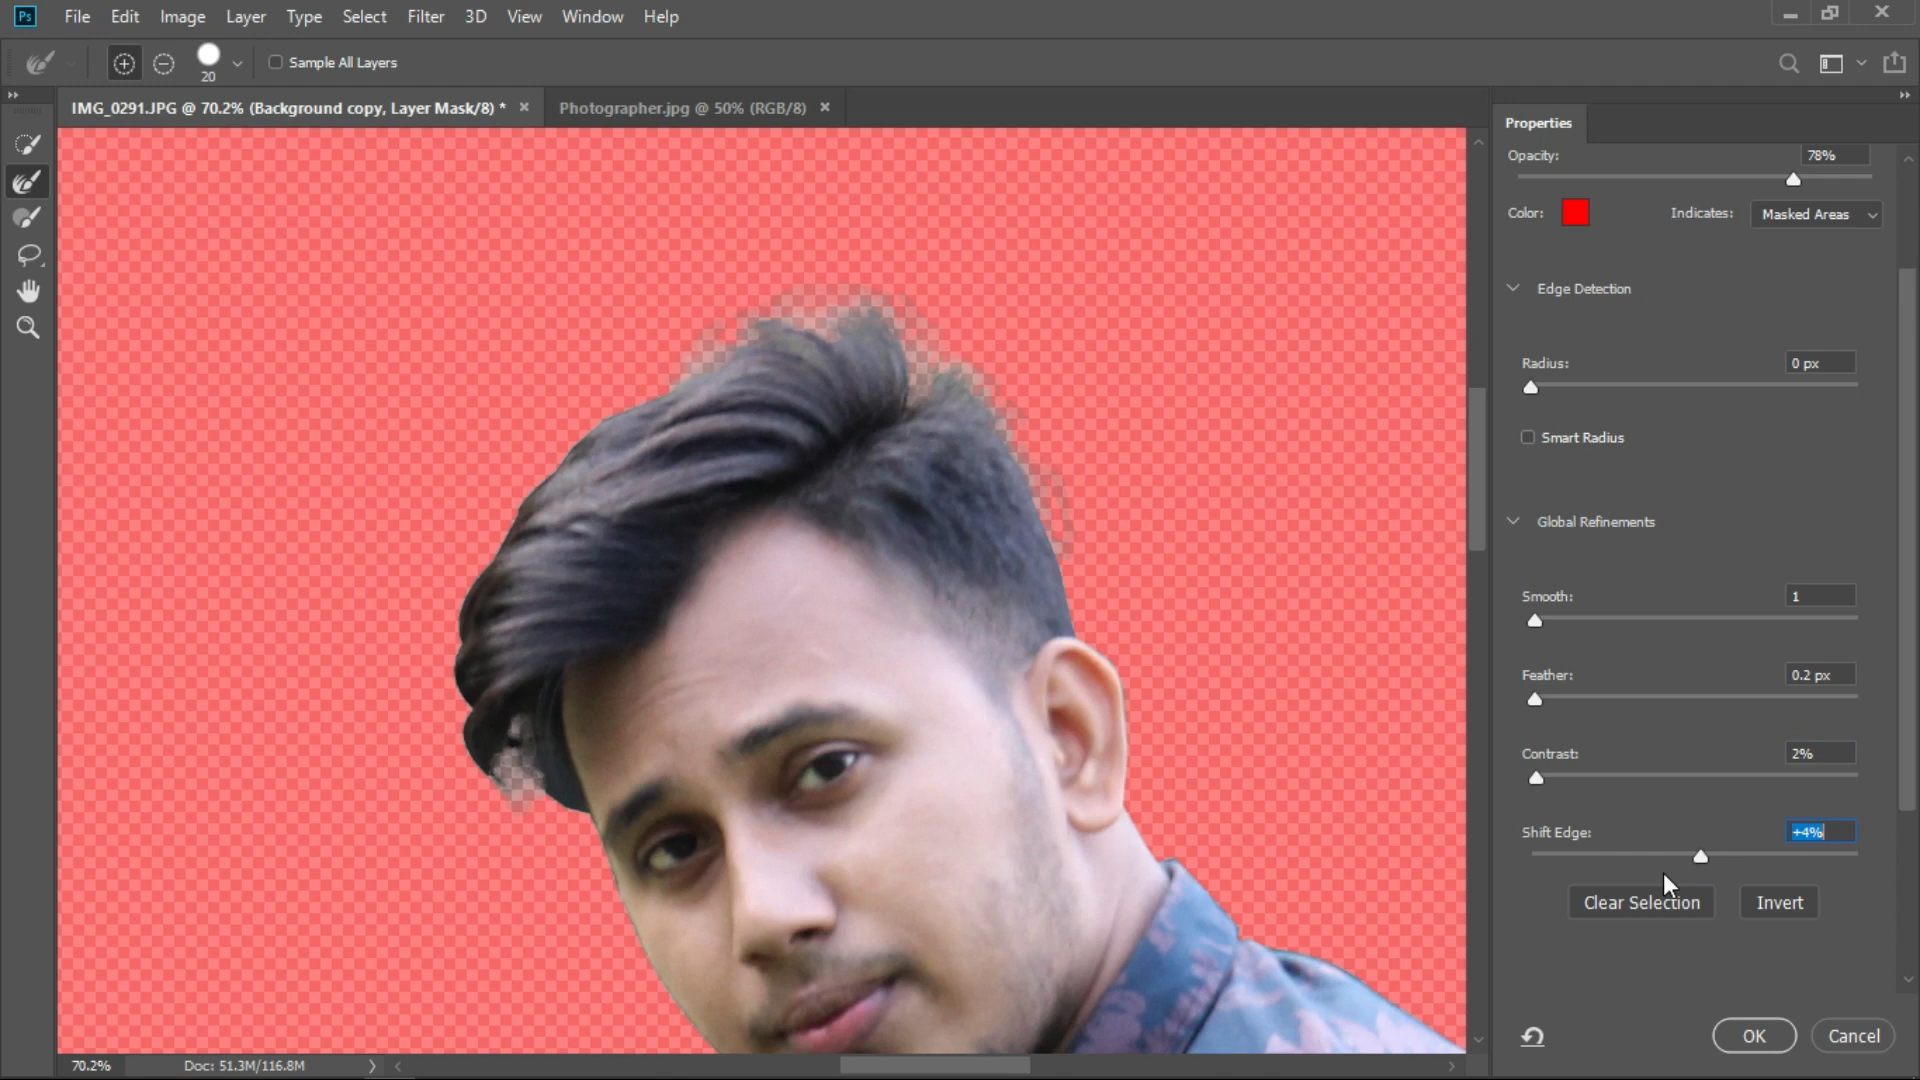 Ps File Edit Image Layer Type Select Filter 3D View Window Help
20 Sample All Layers
IMG_0291.JPG @ 70.2% (Background copy, Layer Mask/8) * × Photographer.jpg @ 50% (RGB/8) ×
Properties
Opacity: 78%
Color: Indicates: Masked Areas
Edge Detection
Radius: 0 px
Smart Radius
Global Refinements
Smooth: 1
Feather: 0.2 px
Contrast: 2%
Shift Edge: +4%
Clear Selection Invert
OK Cancel
70.2% Doc: 51.3M/116.8M